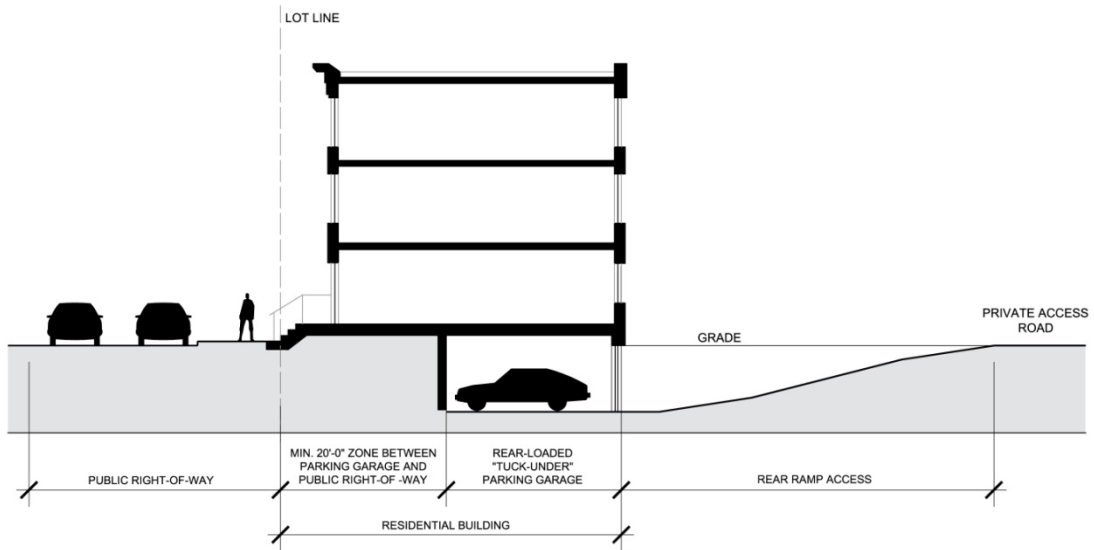 LOT LINE
GRADE
PRIVATE ACCESS
ROAD
PUBLIC RIGHT-OF-WAY
MIN. 20'-0" ZONE BETWEEN
PARKING GARAGE AND
PUBLIC RIGHT-OF -WAY
REAR-LOADED
"TUCK-UNDER"
PARKING GARAGE
REAR RAMP ACCESS
RESIDENTIAL BUILDING